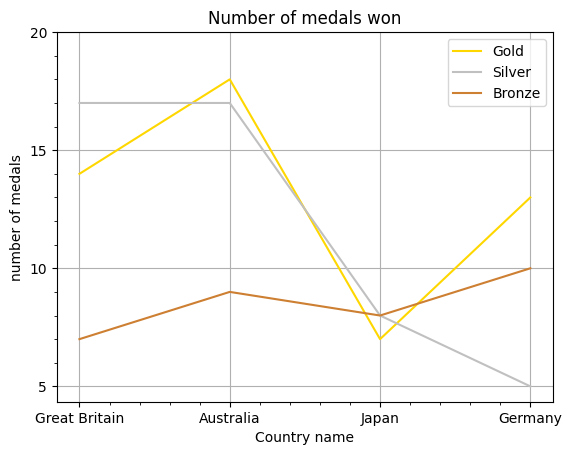 Number of medals won
Gold
Silver
Bronze
20
15
10
5
number of medals
Great Britain Australia Japan Germany
Country name